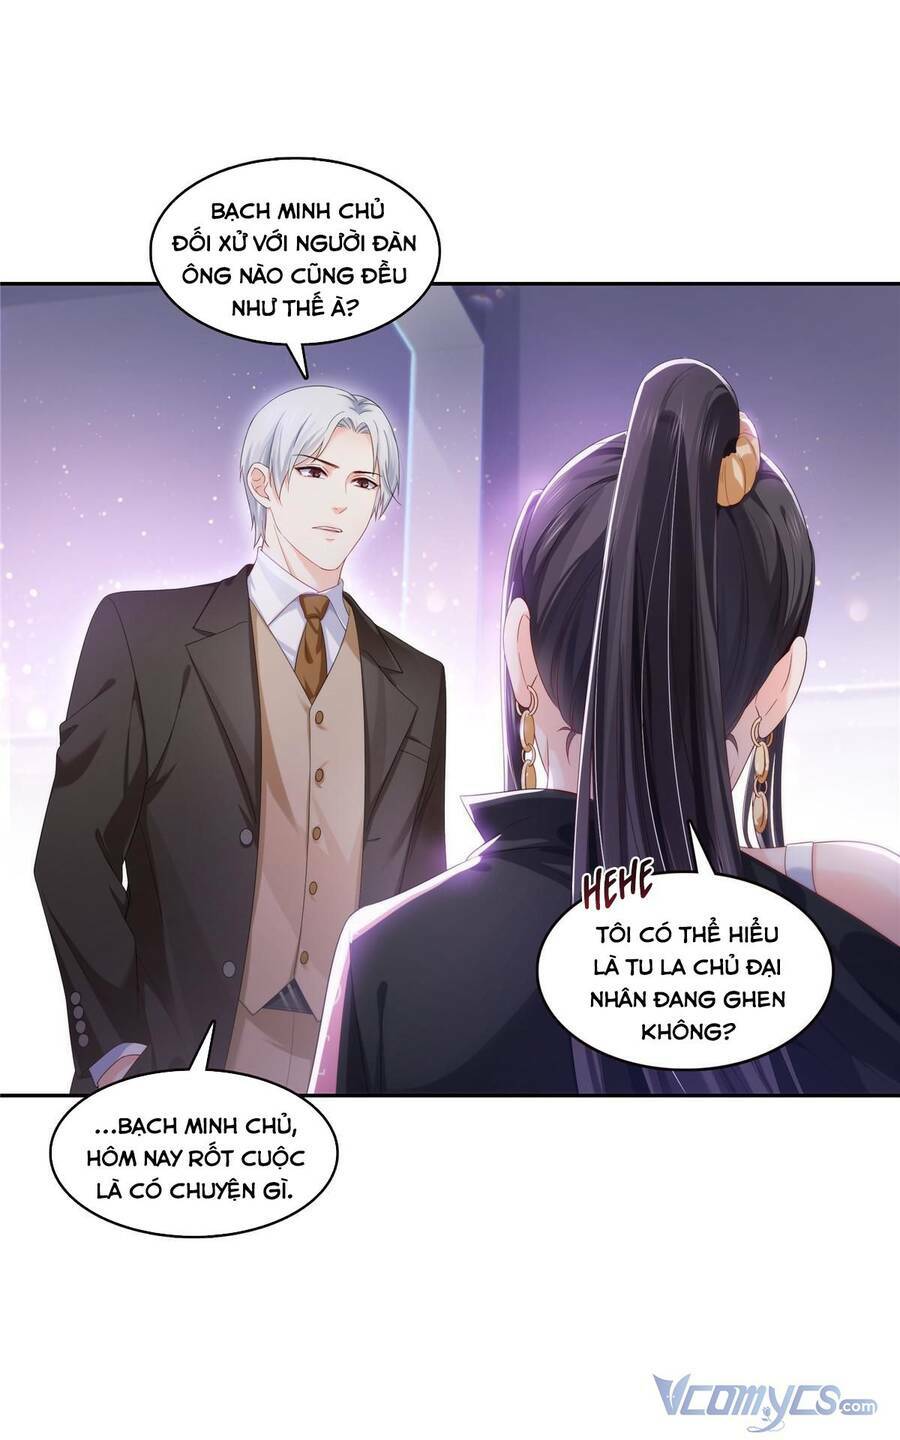 BẠCH MINH CHỦ
ĐỐI XỬ VỚI NGƯỜI ĐÀN
ÔNG NÀO CŨNG ĐỀU
NHƯ THẾ À?
HEHE
TÔI CÓ THỂ HIỂU
LÀ TU LA CHỦ ĐẠI
NHÂN ĐANG GHEN
KHÔNG?
...BẠCH MINH CHỦ,
HÔM NAY RỐT CUỘC
LÀ CÓ CHUYỆN GÌ.
VCOMYCS.com